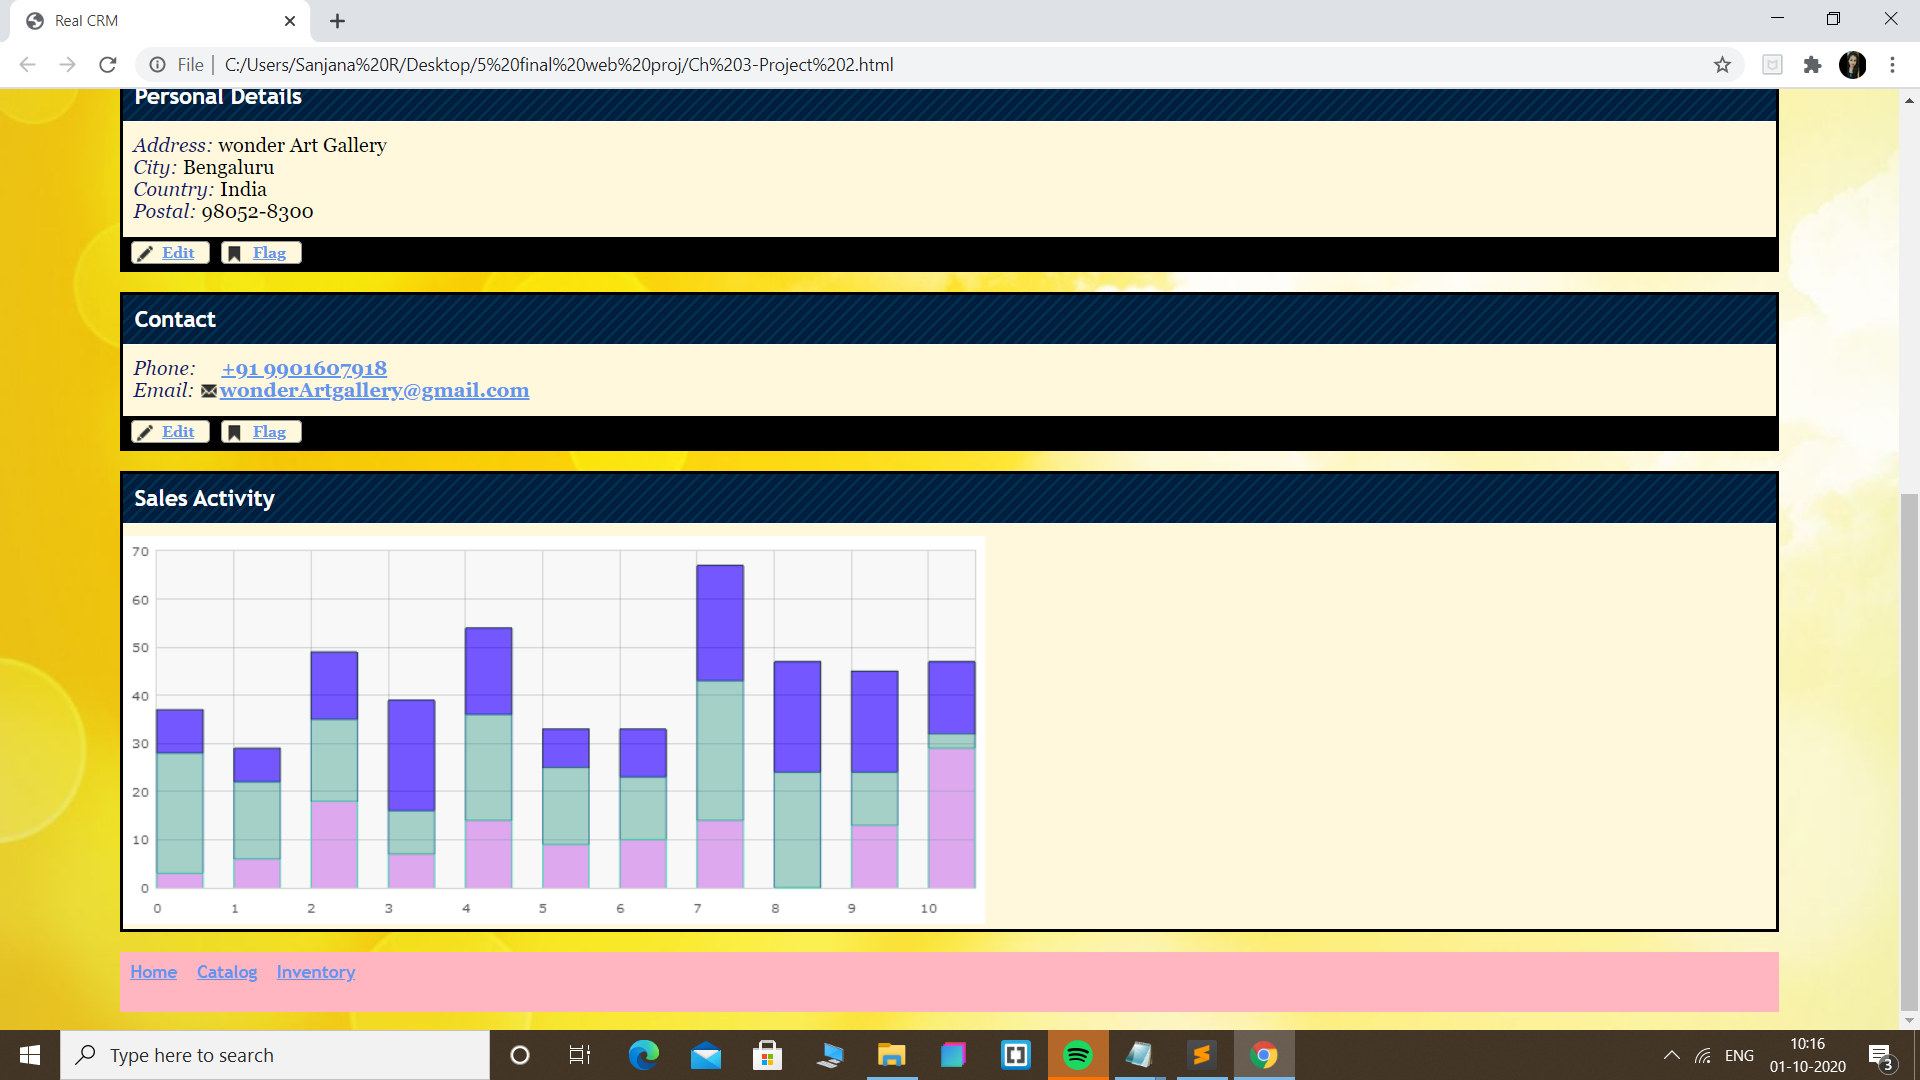 Real CRM
File | C:/Users/Sanjana%20R/Desktop/5%20final%20web%20proj/Ch%203-Project%202.html
Personal Details
Address: wonder Art Gallery
City: Bengaluru
Country: India
Postal: 98052-8300
Edit Flag
Contact
Phone: +91 9901607918
Email: wonderArtgallery@gmail.com
Edit Flag
Sales Activity
70
60
50
40
30
20
10
0
0 1 2 3 4 5 6 7 8 9 10
Home Catalog Inventory
Type here to search
ENG
10:16
01-10-2020
3